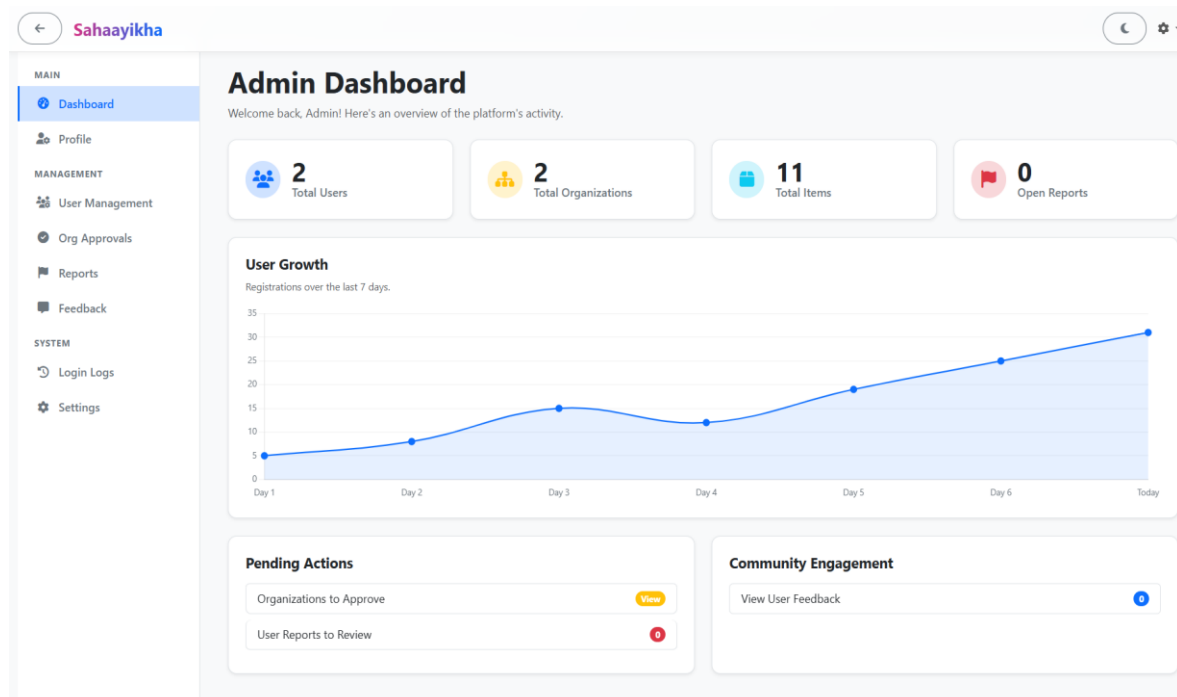 Sahaayikha
MAIN
Dashboard
Profile
MANAGEMENT
User Management
Org Approvals
Reports
Feedback
SYSTEM
Login Logs
Settings
Admin Dashboard
Welcome back, Admin! Here's an overview of the platform's activity.
2
Total Users
2
Total Organizations
11
Total Items
0
Open Reports
User Growth
Registrations over the last 7 days.
35
30
25
20
15
10
5
0
Day 1 Day 2 Day 3 Day 4 Day 5 Day 6 Today
Pending Actions
Organizations to Approve View
User Reports to Review 0
Community Engagement
View User Feedback 0